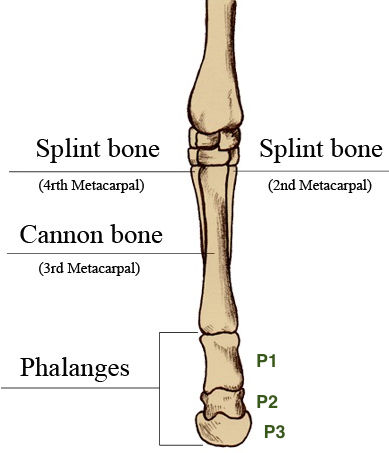 Splint bone
(4rth Metacarpal)
Splint bone
(2nd Metacarpal)
Cannon bone
(3rd Metacarpal)
Phalanges
P1
P2
P3